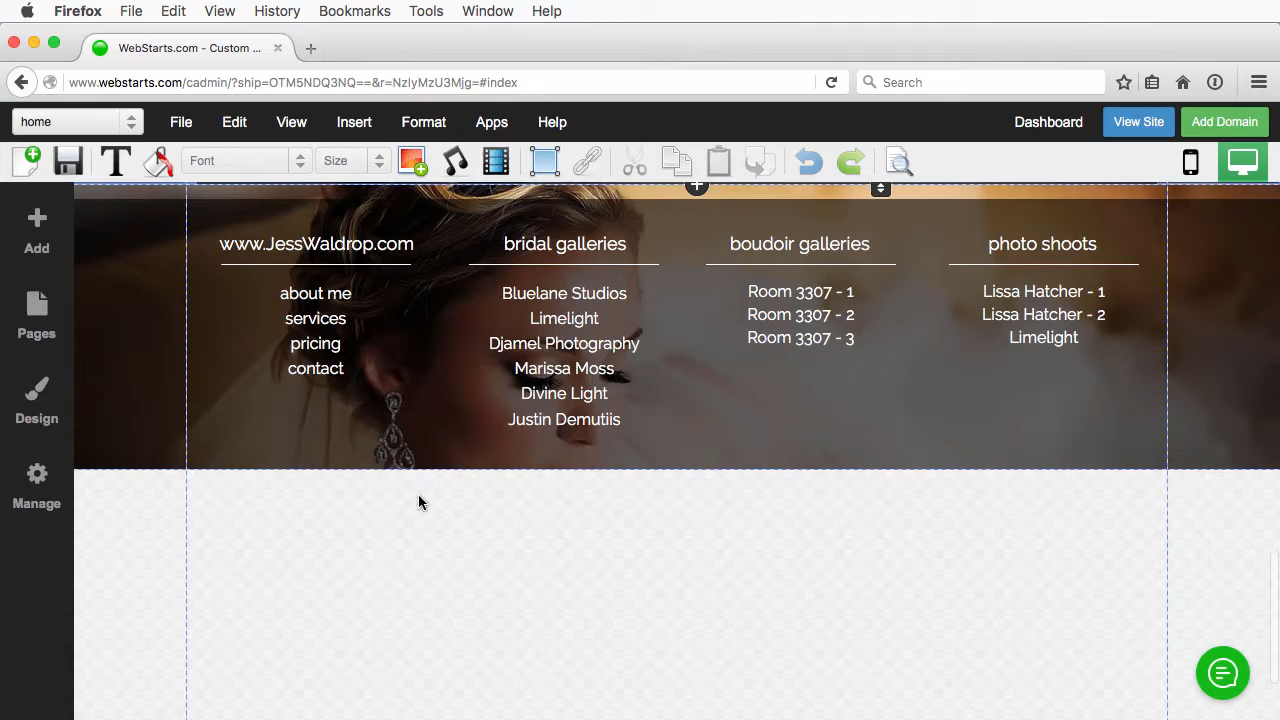 Firefox File Edit View History Bookmarks Tools Window Help
WebStarts.com - Custom ...
www.webstarts.com/cadmin/?ship=OTM5NDQ3NQ==&r=NzIyMzU3Mjg=#index
Search
home File Edit View Insert Format Apps Help Dashboard View Site Add Domain
Font Size
Add
Pages
Design
Manage
www.JessWaldrop.com
about me
services
pricing
contact
bridal galleries
Bluelane Studios
Limelight
Djamel Photography
Marissa Moss
Divine Light
Justin Demutiis
boudoir galleries
Room 3307 - 1
Room 3307 - 2
Room 3307 - 3
photo shoots
Lissa Hatcher - 1
Lissa Hatcher - 2
Limelight